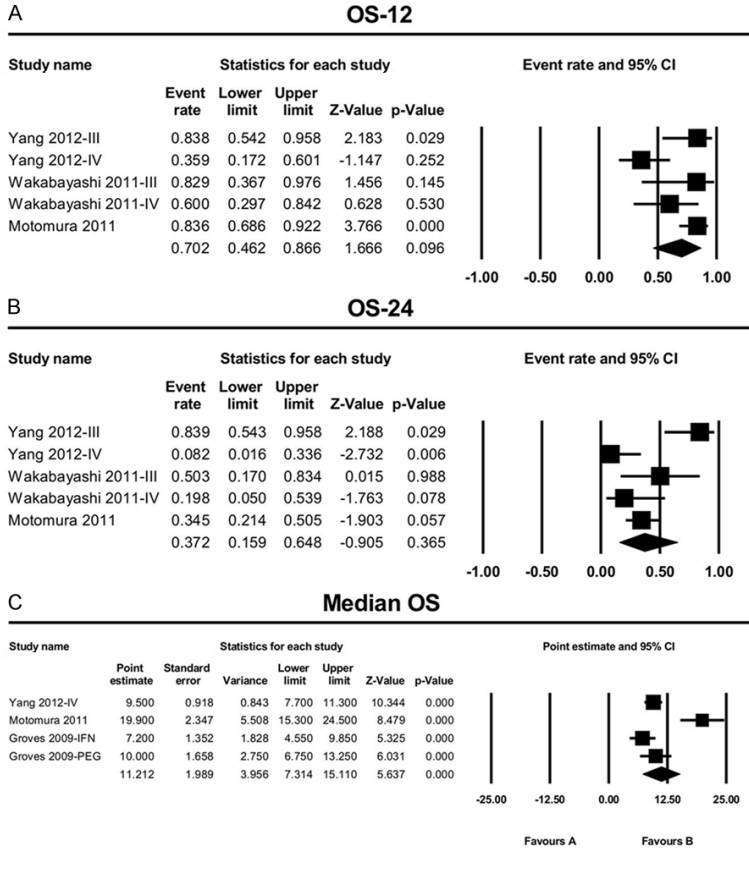 A
OS-12
Study name Statistics for each study Event rate and 95% CI
Event rate Lower limit Upper limit Z-Value p-Value
Yang 2012-III 0.838 0.542 0.958 2.183 0.029
Yang 2012-IV 0.359 0.172 0.601 -1.147 0.252
Wakabayashi 2011-III 0.829 0.367 0.976 1.456 0.145
Wakabayashi 2011-IV 0.600 0.297 0.842 0.628 0.530
Motomura 2011 0.836 0.686 0.922 3.766 0.000
0.702 0.462 0.866 1.666 0.096
-1.00 -0.50 0.00 0.50 1.00
B
OS-24
Study name Statistics for each study Event rate and 95% CI
Event rate Lower limit Upper limit Z-Value p-Value
Yang 2012-III 0.839 0.543 0.958 2.188 0.029
Yang 2012-IV 0.082 0.016 0.336 -2.732 0.006
Wakabayashi 2011-III 0.503 0.170 0.834 0.015 0.988
Wakabayashi 2011-IV 0.198 0.050 0.539 -1.763 0.078
Motomura 2011 0.345 0.214 0.505 -1.903 0.057
0.372 0.159 0.648 -0.905 0.365
-1.00 -0.50 0.00 0.50 1.00
C
Median OS
Study name Statistics for each study Point estimate and 95% CI
Point estimate Standard error Variance Lower limit Upper limit Z-Value p-Value
Yang 2012-IV 9.500 0.918 0.843 7.700 11.300 10.344 0.000
Motomura 2011 19.900 2.347 5.508 15.300 24.500 8.479 0.000
Groves 2009-IFN 7.200 1.352 1.828 4.550 9.850 5.325 0.000
Groves 2009-PEG 10.000 1.658 2.750 6.750 13.250 6.031 0.000
11.212 1.989 3.956 7.314 15.110 5.637 0.000
-25.00 -12.50 0.00 12.50 25.00
Favours A Favours B